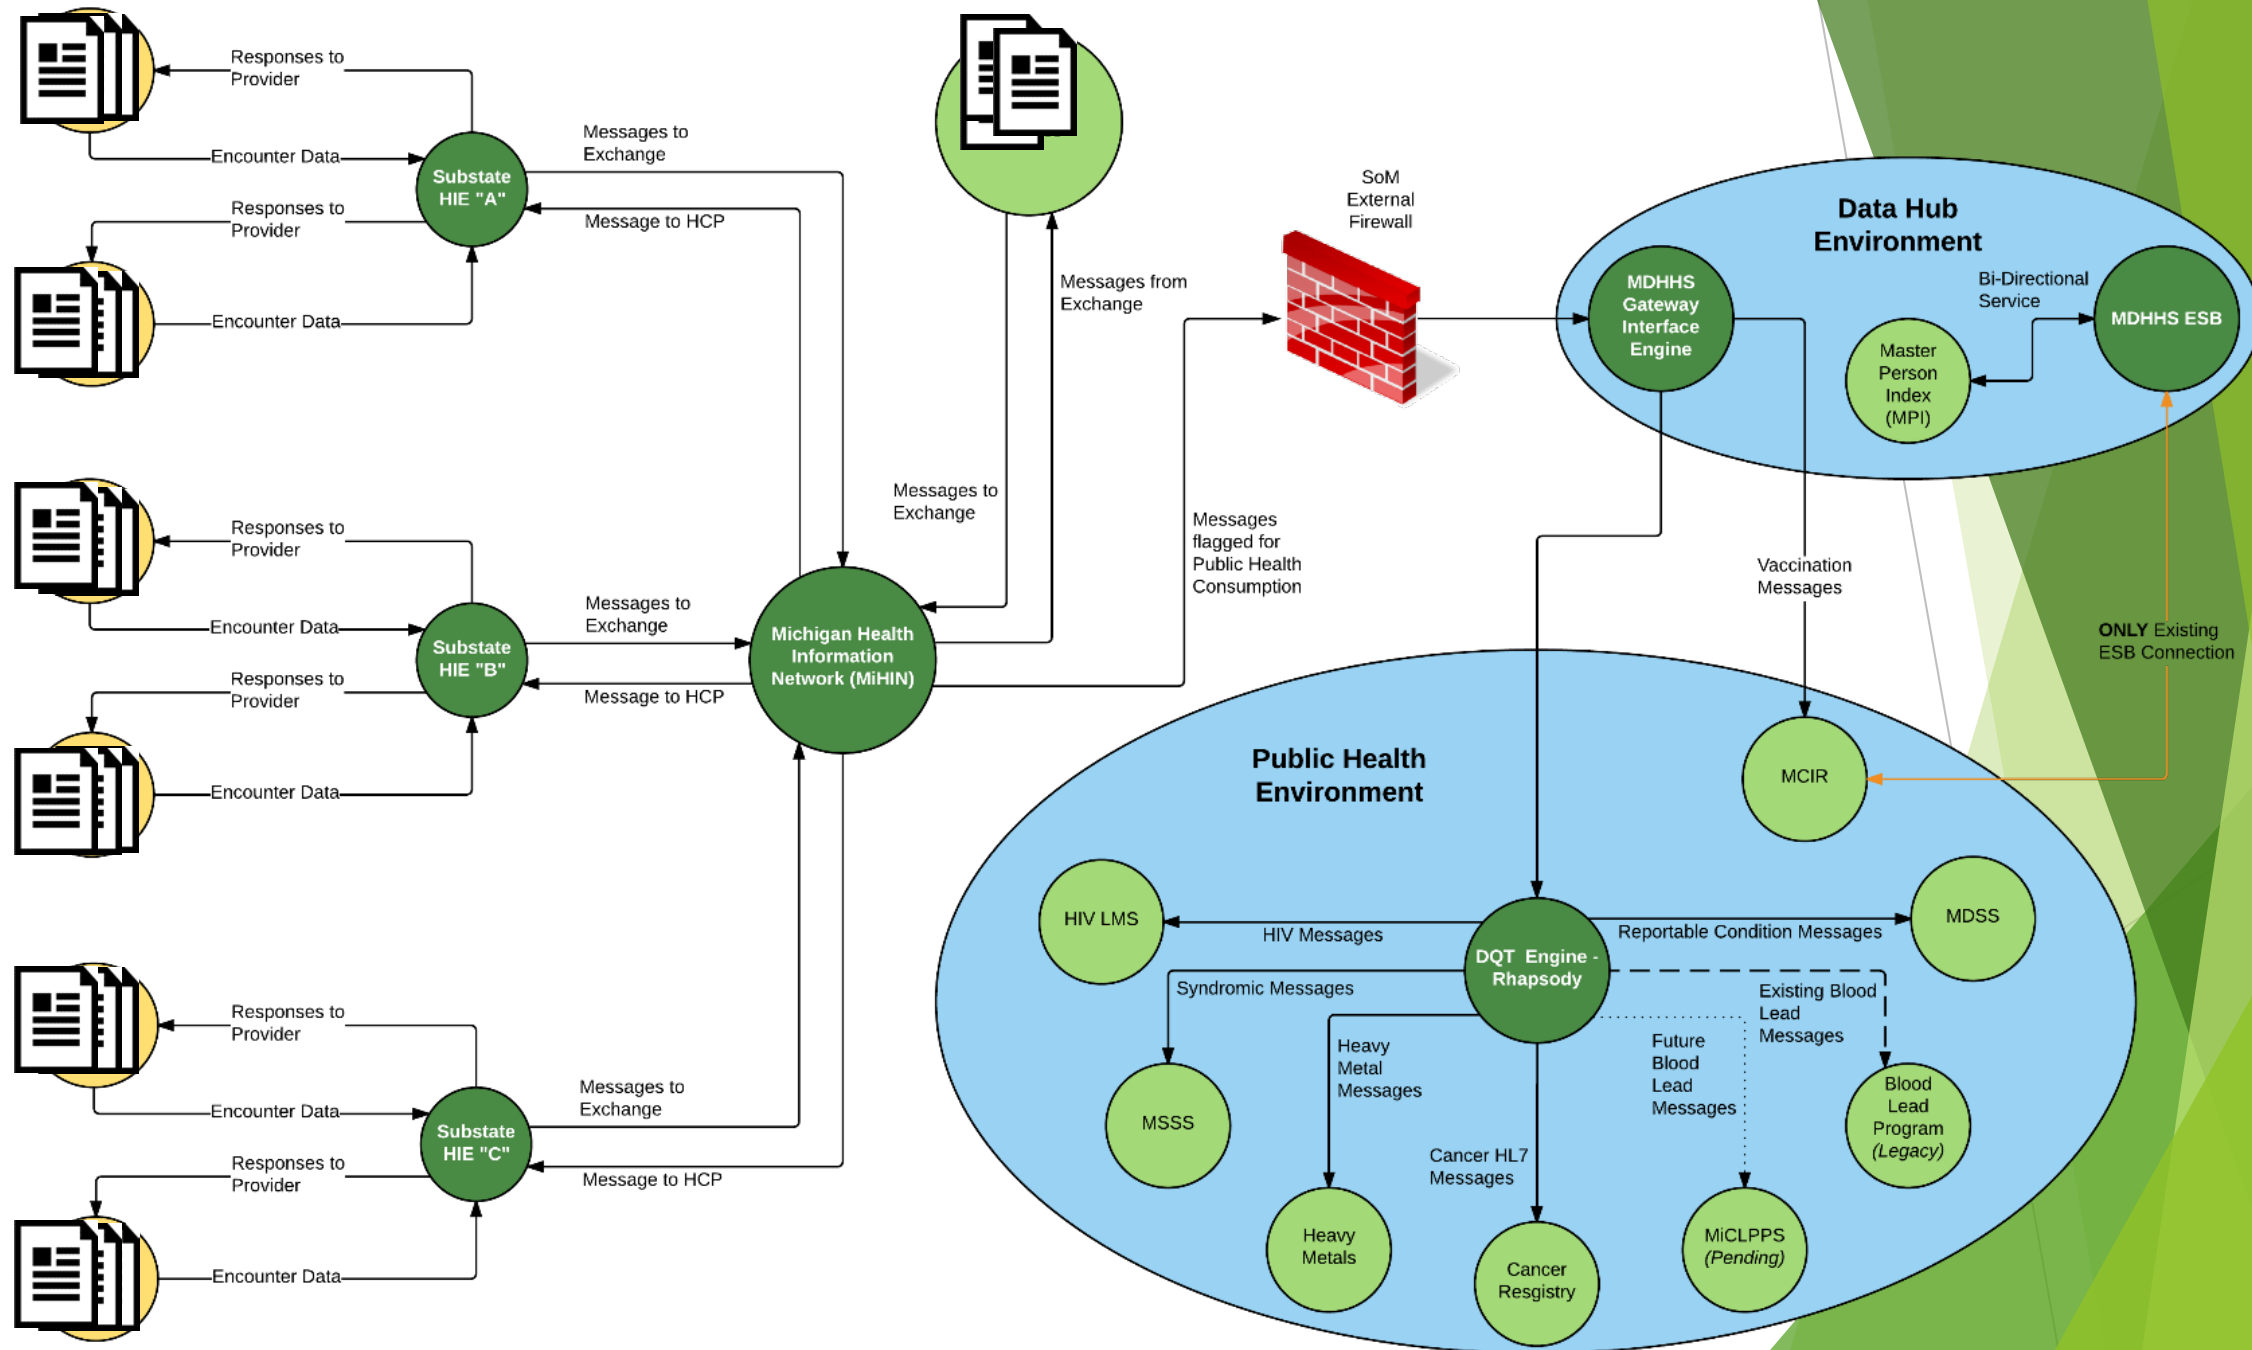 Responses to
Provider
Encounter Data
Substate
HIE "A"
Responses to
Provider
Encounter Data
Messages to
Exchange
Message to HCP
Responses to
Provider
Encounter Data
Substate
HIE "B"
Responses to
Provider
Encounter Data
Messages to
Exchange
Message to HCP
Responses to
Provider
Encounter Data
Substate
HIE "C"
Responses to
Provider
Encounter Data
Messages to
Exchange
Message to HCP
Michigan Health
Information
Network (MiHIN)
Messages to
Exchange
Messages from
Exchange
Messages
flagged for
Public Health
Consumption
SoM
External
Firewall
Data Hub
Environment
MDHHS
Gateway
Interface
Engine
Bi-Directional
Service
MDHHS ESB
Master
Person
Index
(MPI)
Vaccination
Messages
ONLY Existing
ESB Connection
Public Health
Environment
MCIR
HIV LMS
HIV Messages
DQT Engine -
Rhapsody
Reportable Condition Messages
MDSS
Syndromic Messages
MSSS
Heavy
Metal
Messages
Heavy
Metals
Cancer HL7
Messages
Cancer
Resgistry
Future
Blood
Lead
Messages
MiCLPPS
(Pending)
Existing Blood
Lead
Messages
Blood
Lead
Program
(Legacy)